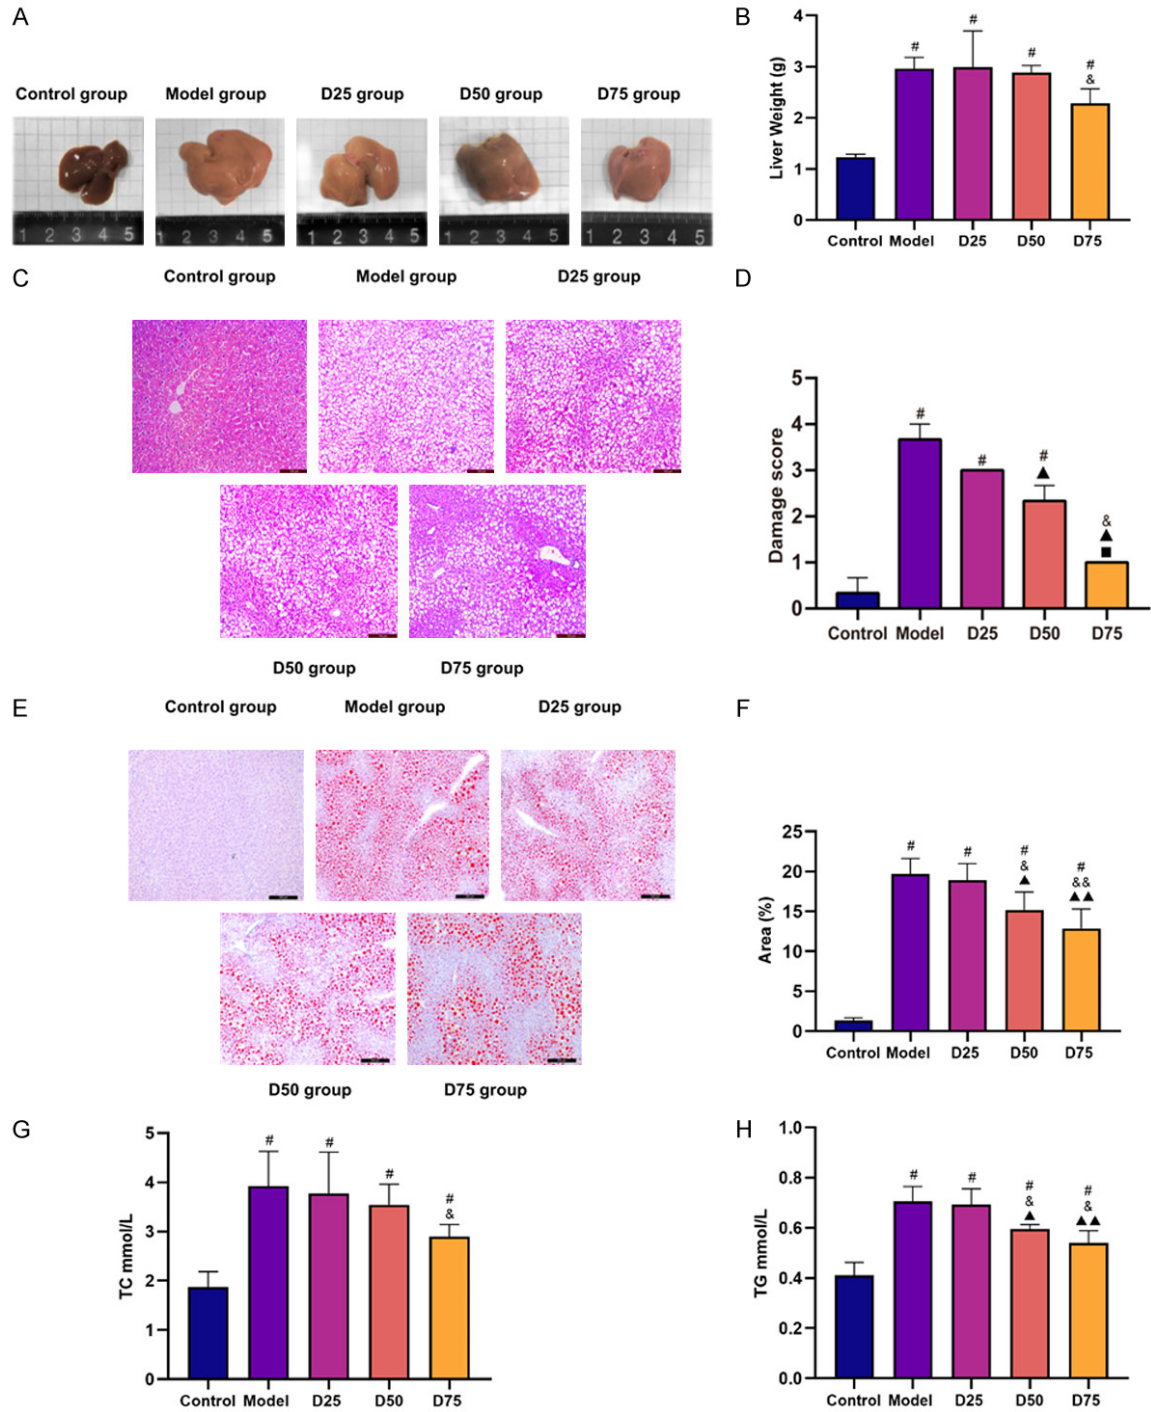 A
Control group Model group D25 group D50 group D75 group
1 2 3 4 5 1 2 3 4 5 1 2 3 4 5 1 2 3 4 5 1 2 3 4 5
B
Liver Weight (g)
4
3
2
1
0
# # # # &
Control Model D25 D50 D75
C
Control group Model group D25 group
D50 group D75 group
D
Damage score
5
4
3
2
1
0
# # # ▲ & ▲ ■
Control Model D25 D50 D75
E
Control group Model group D25 group
D50 group D75 group
F
Area (%)
25
20
15
10
5
0
# # # & ▲ # && ▲▲
Control Model D25 D50 D75
G
TC mmol/L
5
4
3
2
1
0
# # # # &
Control Model D25 D50 D75
H
TG mmol/L
1.0
0.8
0.6
0.4
0.2
0.0
# # # & ▲ # & ▲▲
Control Model D25 D50 D75